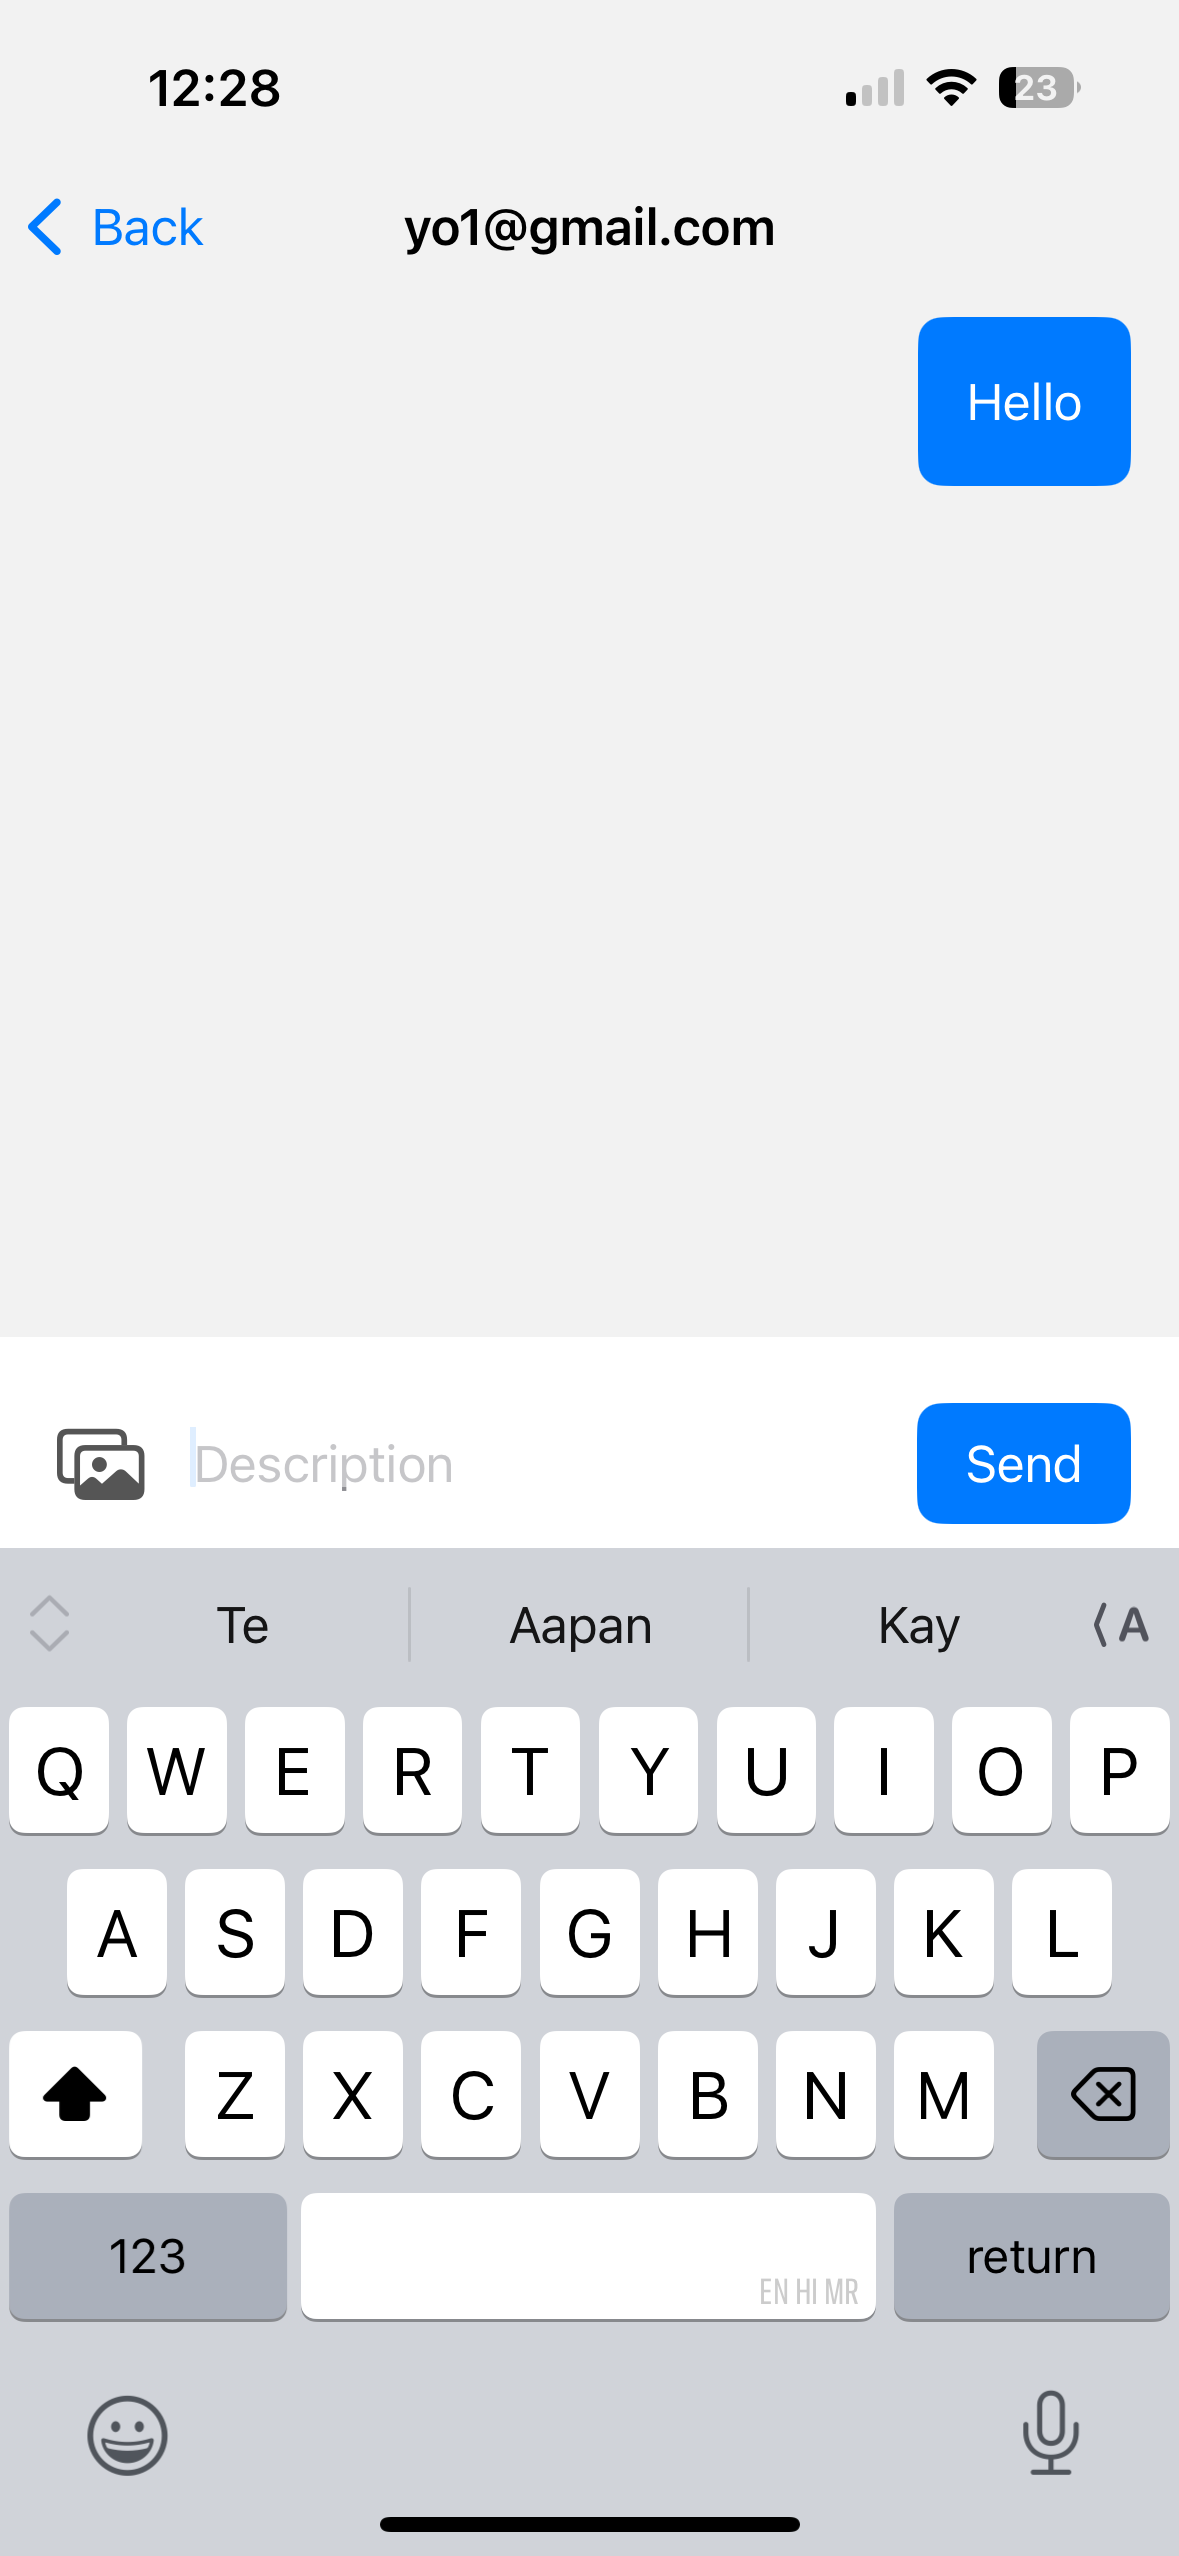 12:28
23
Back
yo1@gmail.com
Hello
Description
Send
Te
Aapan
Kay
A
Q W E R T Y U I O P
A S D F G H J K L
Z X C V B N M
123
EN HI MR
return